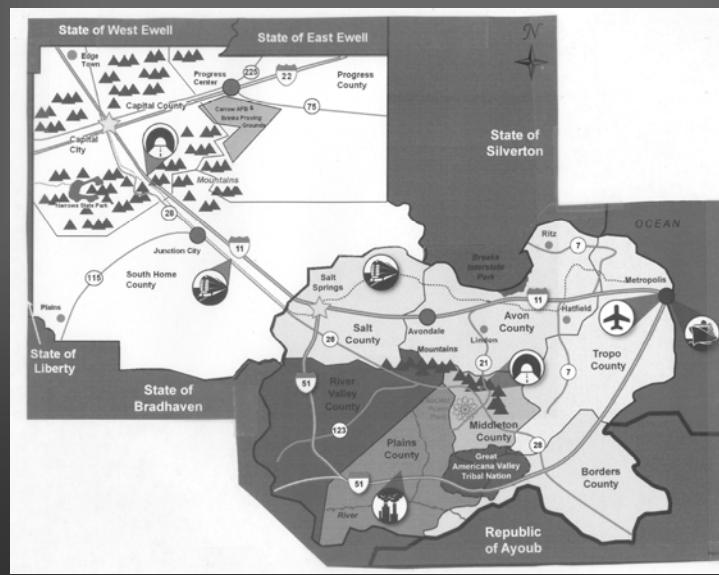 State of West Ewell
State of East Ewell
N
Edge
Town
Progress
Center
225
22
Progress
County
Capital County
75
Carrow AFB &
Breaks Proving
Grounds
Capital
City
State of
Silverton
Mountains
Narrows State Park
OCEAN
28
Ritz
7
Junction City
11
115
South Home
County
Salt
Springs
Breaks
Interstate
Park
Metropolis
11
Plains
Salt
County
Avondale
Avon
County
Hatfield
28
Lindon
State of
Liberty
Mountains
21
Tropo
County
State of
Bradhaven
51
River
Valley
County
7
123
Plains
County
Middleton
County
28
Great
Americana Valley
Tribal Nation
Borders
County
51
River
Republic
of Ayoub